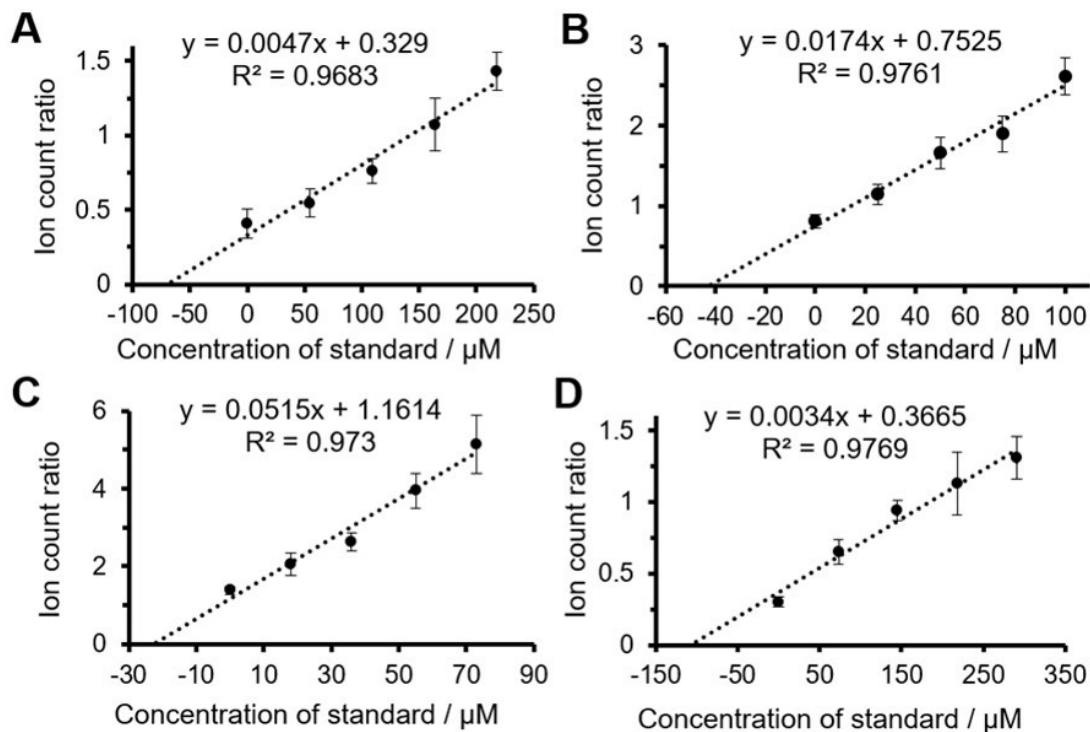 A
y = 0.0047x + 0.329
R² = 0.9683
Ion count ratio
1.5
1
0.5
0
-100 -50 0 50 100 150 200 250
Concentration of standard / µM
B
y = 0.0174x + 0.7525
R² = 0.9761
Ion count ratio
3
2
1
0
-60 -40 -20 0 20 40 60 80 100
Concentration of standard / µM
C
y = 0.0515x + 1.1614
R² = 0.973
Ion count ratio
6
4
2
0
-30 -10 10 30 50 70 90
Concentration of standard / µM
D
y = 0.0034x + 0.3665
R² = 0.9769
Ion count ratio
1.5
1
0.5
0
-150 -50 50 150 250 350
Concentration of standard / µM